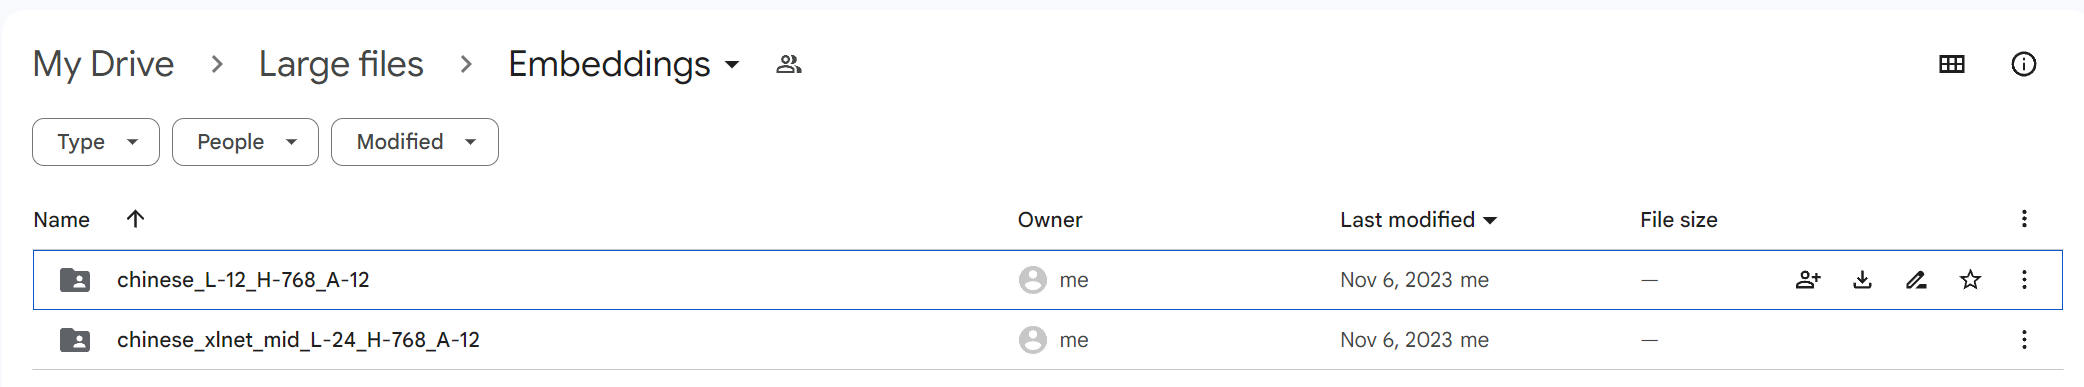 My Drive > Large files > Embeddings
Type People Modified
Name Owner Last modified File size
chinese_L-12_H-768_A-12 me Nov 6, 2023 me —
chinese_xlnet_mid_L-24_H-768_A-12 me Nov 6, 2023 me —